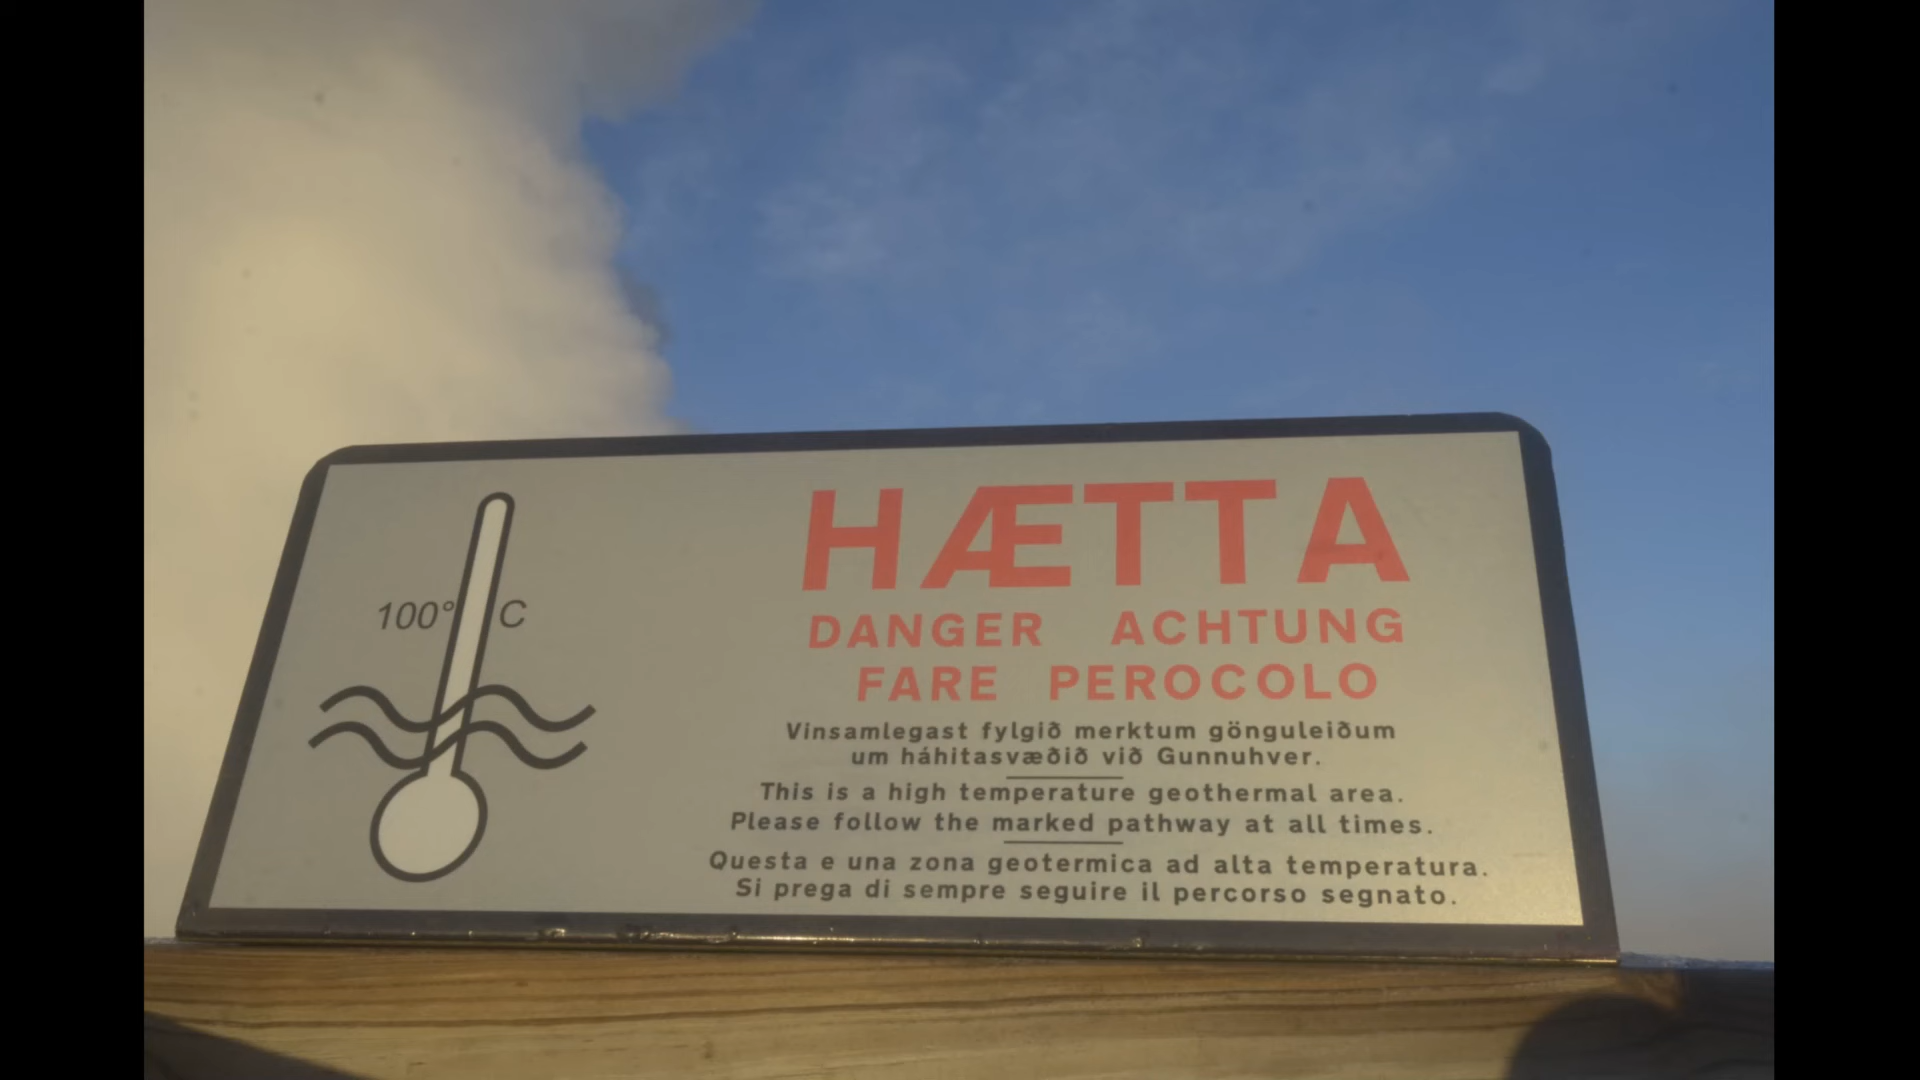 100° C
HÆTTA
DANGER ACHTUNG
FARE PEROCOLO
Vinsamlegast fylgið merktum gönguleiðum
um háhitasvæðið við Gunnuhver.
This is a high temperature geothermal area.
Please follow the marked pathway at all times.
Questa e una zona geotermica ad alta temperatura.
Si prega di sempre seguire il percorso segnato.